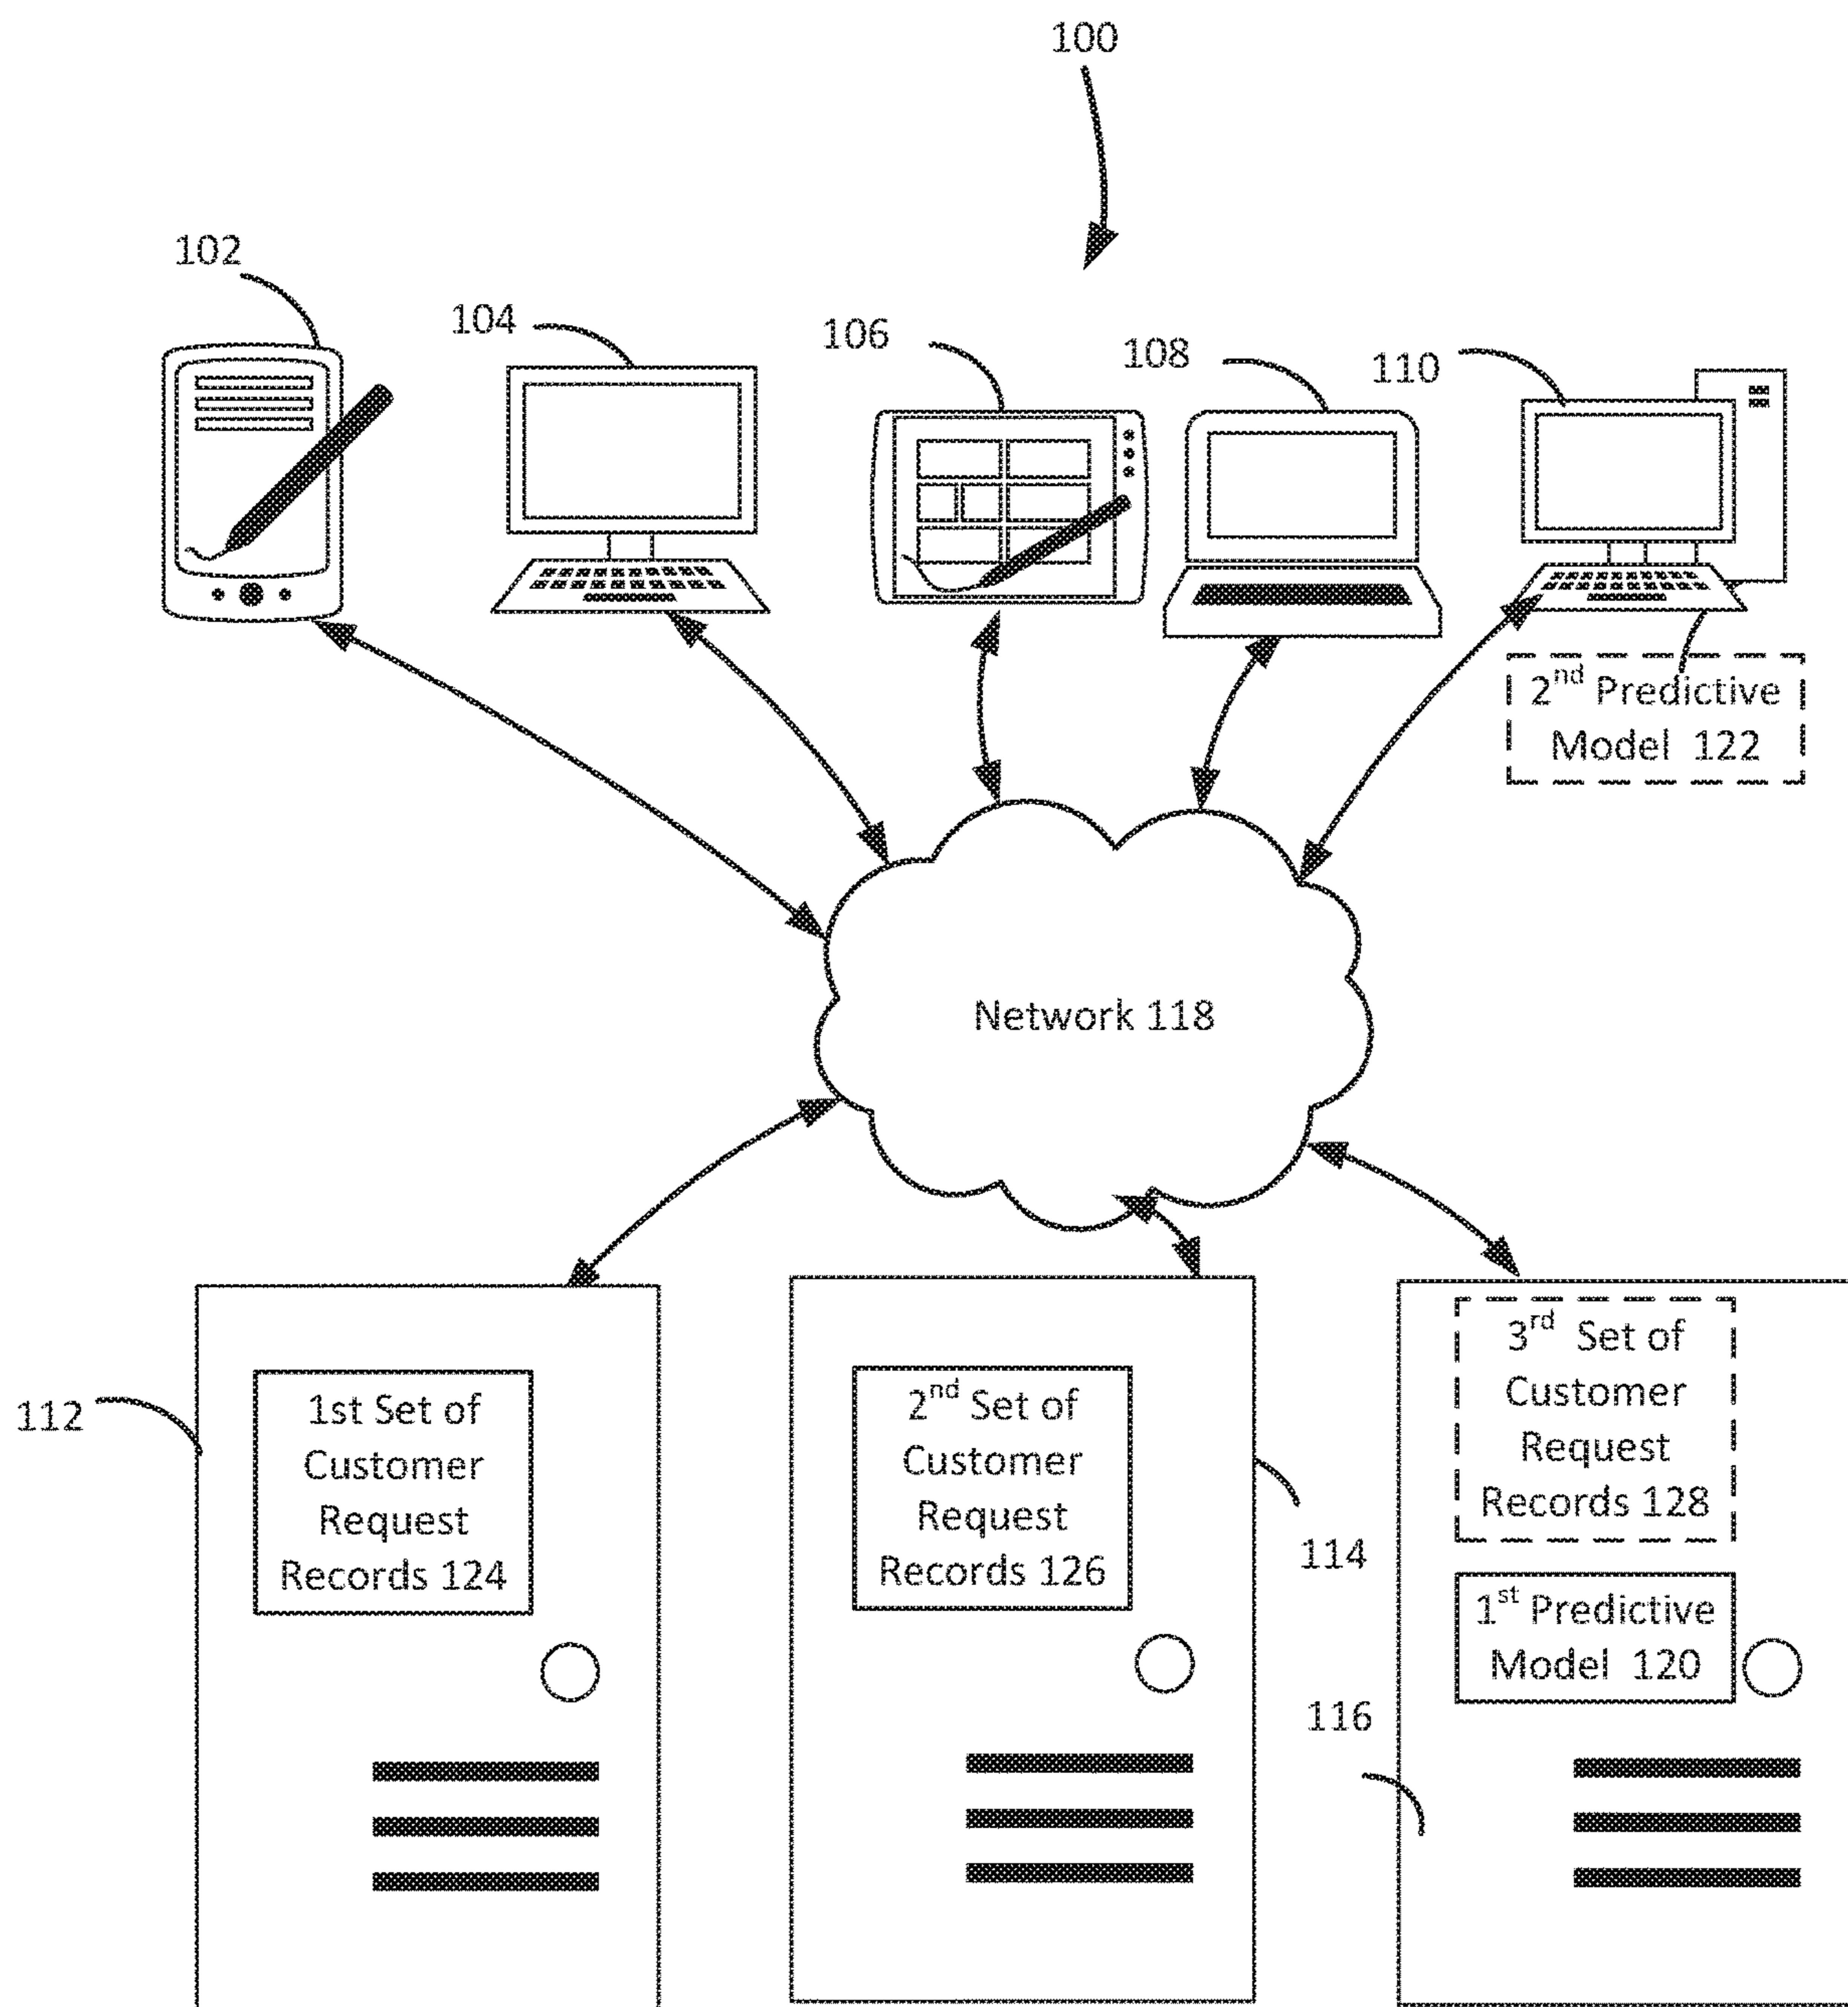 100
102
104
106
108
110
2nd Predictive
Model 122
Network 118
112
1st Set of
Customer
Request
Records 124
2nd Set of
Customer
Request
Records 126
114
3rd Set of
Customer
Request
Records 128
1st Predictive
Model 120
116